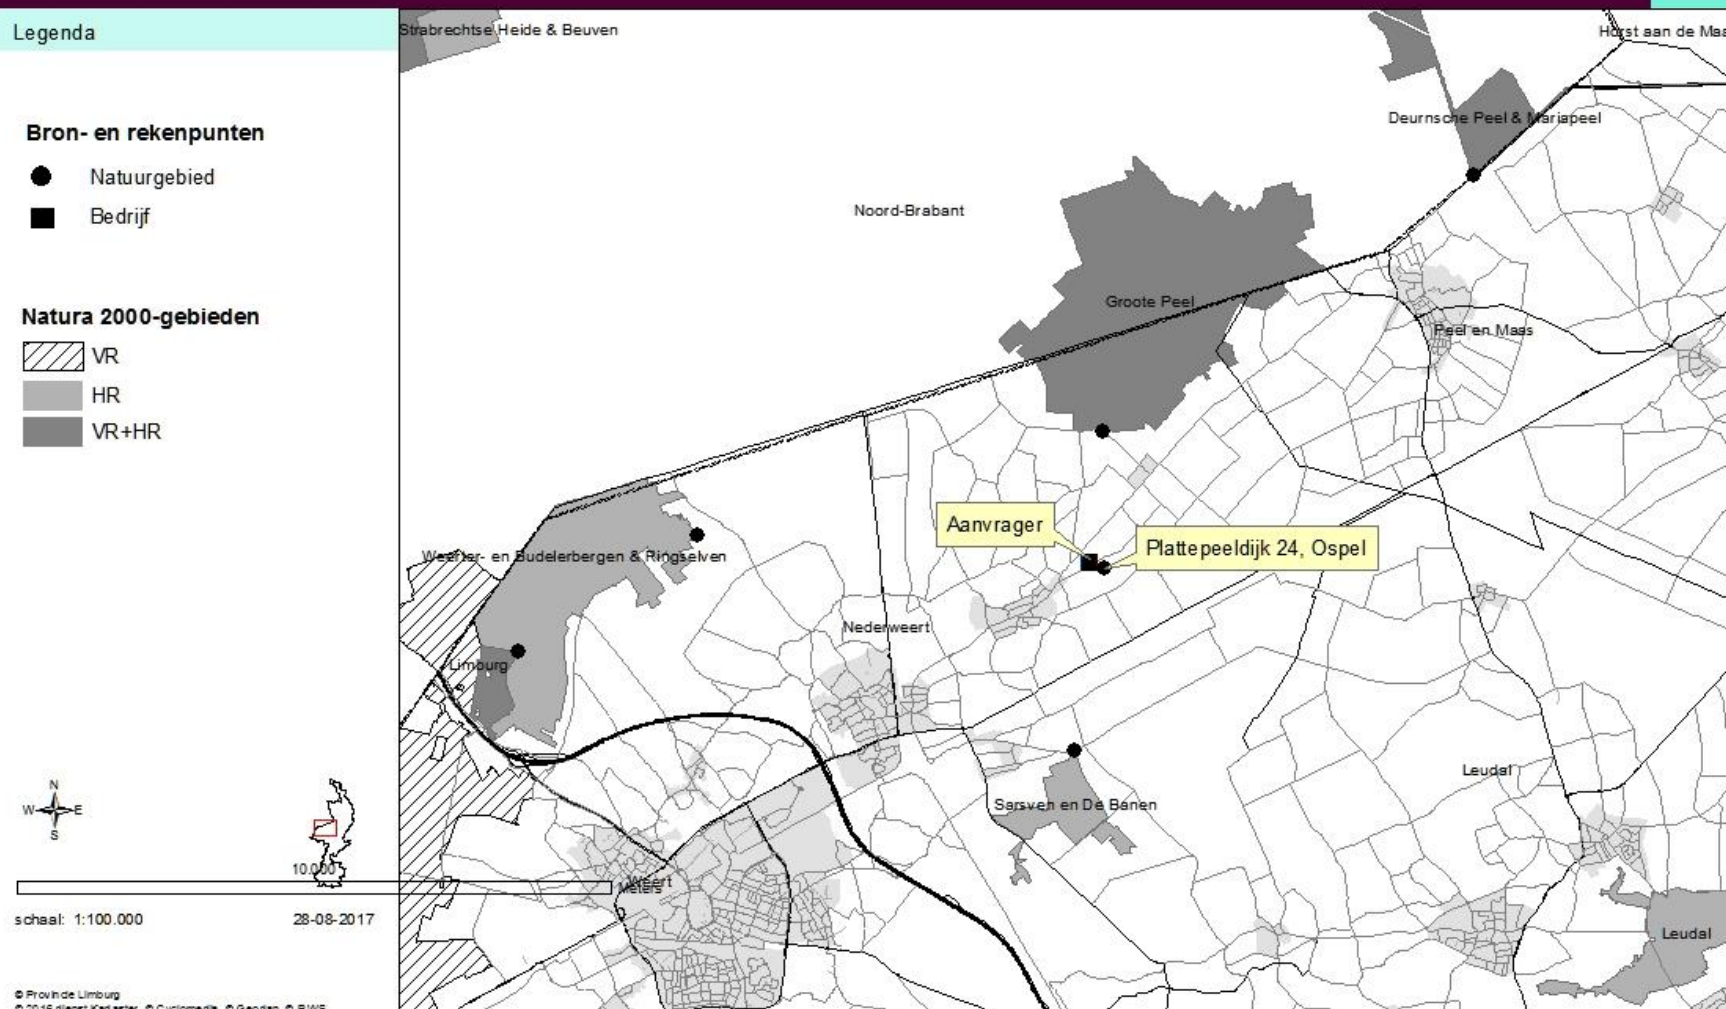 Legenda
Bron- en rekenpunten
Natuurgebied
Bedrijf
Natura 2000-gebieden
VR
HR
VR+HR
N
W
E
S
10.000
Meters
schaal: 1:100.000
28-08-2017
© Provincie Limburg
Strabrechtse Heide & Beuven
Horst aan de Maas
Deurnsche Peel & Mariapeel
Noord-Brabant
Groote Peel
Peel en Maas
Aanvrager
Plattepeeldijk 24, Ospel
Weerter- en Budelerbergen & Ringselven
Nederweert
Limburg
Leudal
Sarsven en De Banen
Weert
Leudal